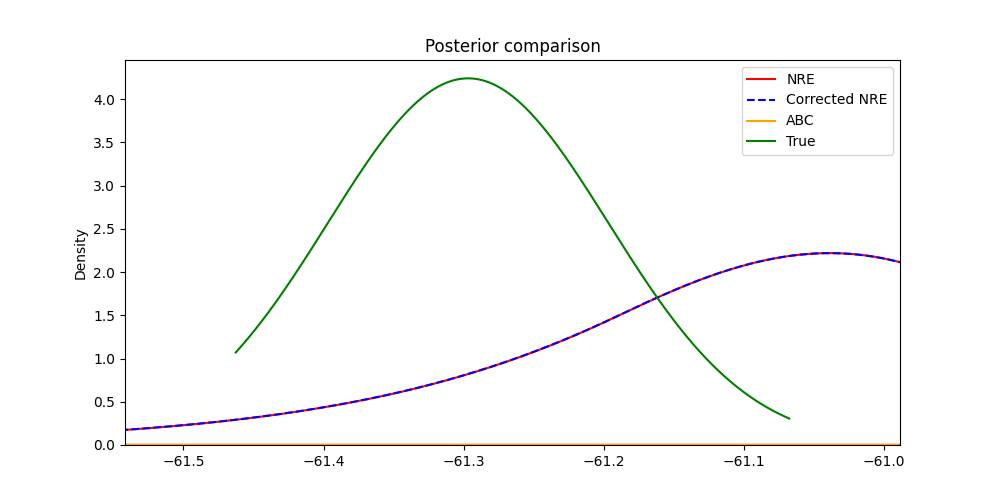 Posterior comparison
NRE
Corrected NRE
ABC
True
Density
4.0
3.5
3.0
2.5
2.0
1.5
1.0
0.5
0.0
−61.5 −61.4 −61.3 −61.2 −61.1 −61.0